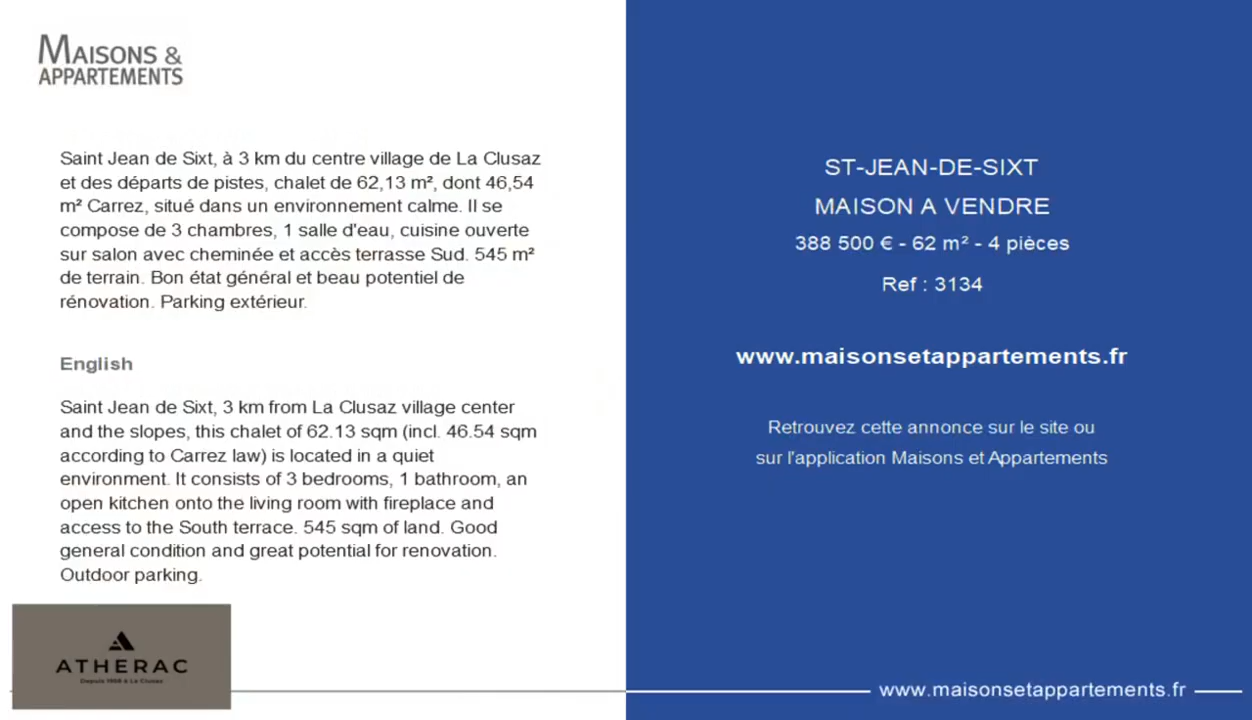 MAISONS &
APPARTEMENTS
Saint Jean de Sixt, à 3 km du centre village de La Clusaz
et des départs de pistes, chalet de 62,13 m², dont 46,54
m² Carrez, situé dans un environnement calme. Il se
compose de 3 chambres, 1 salle d'eau, cuisine ouverte
sur salon avec cheminée et accès terrasse Sud. 545 m²
de terrain. Bon état général et beau potentiel de
rénovation. Parking extérieur.
English
Saint Jean de Sixt, 3 km from La Clusaz village center
and the slopes, this chalet of 62.13 sqm (incl. 46.54 sqm
according to Carrez law) is located in a quiet
environment. It consists of 3 bedrooms, 1 bathroom, an
open kitchen onto the living room with fireplace and
access to the South terrace. 545 sqm of land. Good
general condition and great potential for renovation.
Outdoor parking.
ATHERAC
Depuis 1958 à La Clusaz
ST-JEAN-DE-SIXT
MAISON A VENDRE
388 500 € - 62 m² - 4 pièces
Ref : 3134
www.maisonsetappartements.fr
Retrouvez cette annonce sur le site ou
sur l'application Maisons et Appartements
www.maisonsetappartements.fr